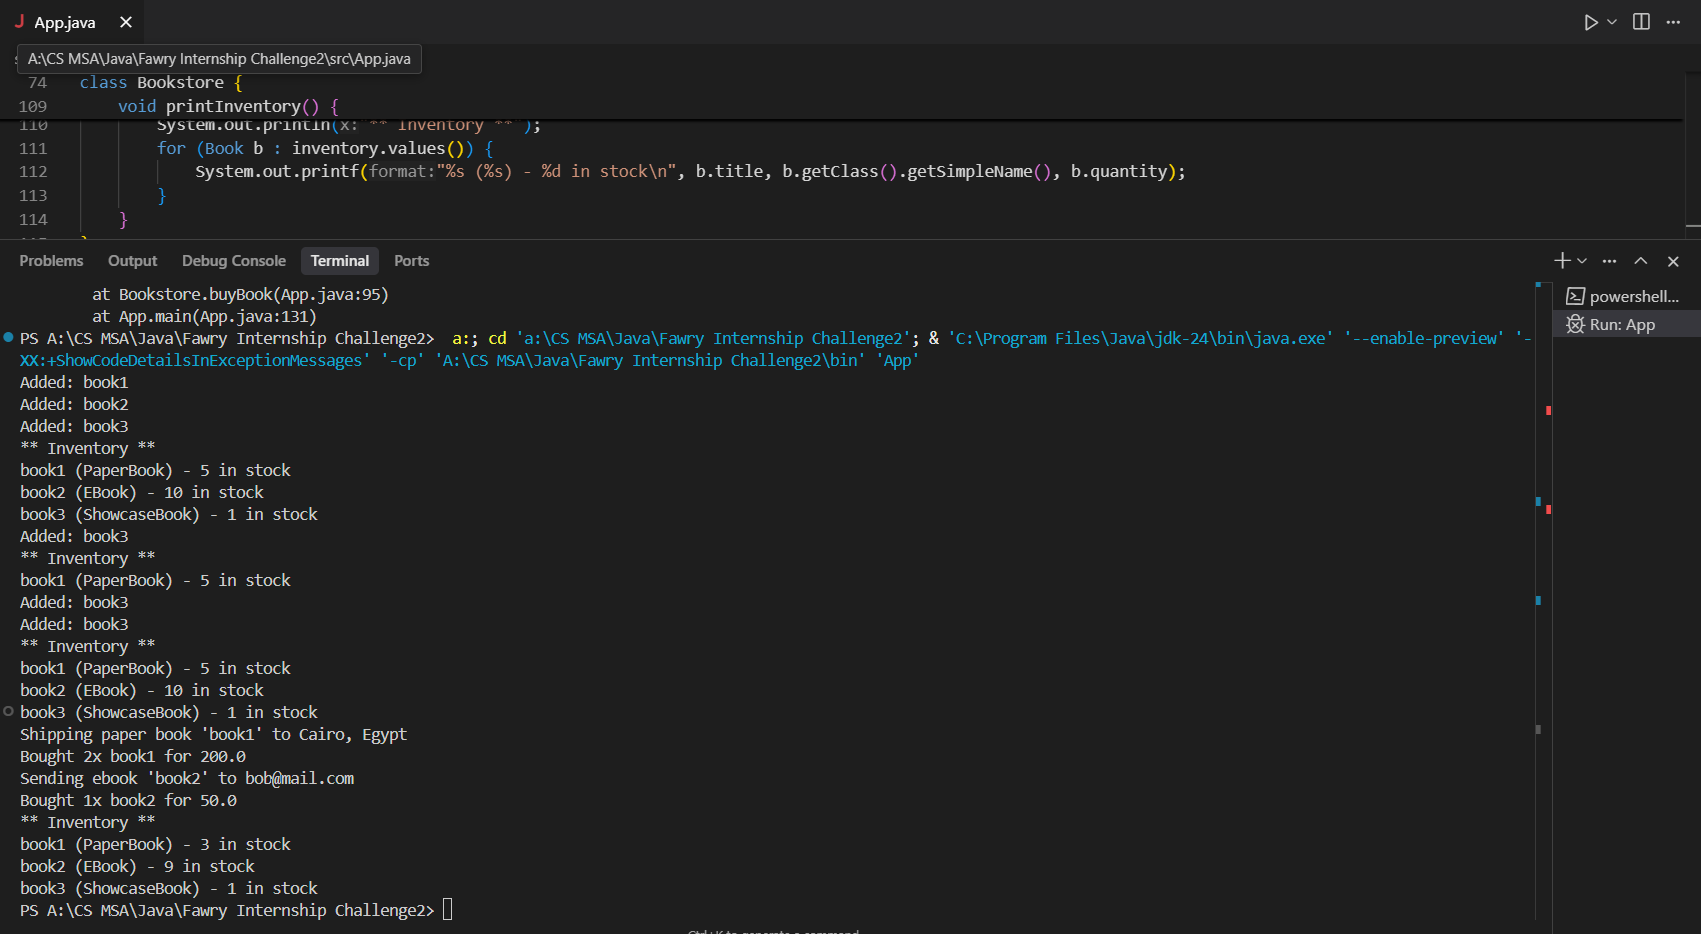 App.java
A:\CS MSA\Java\Fawry Internship Challenge2\src\App.java
74 class Bookstore {
109 void printInventory() {
110 System.out.println(x: "** Inventory **");
111 for (Book b : inventory.values()) {
112 System.out.printf(format:"%s (%s) - %d in stock\n", b.title, b.getClass().getSimpleName(), b.quantity);
113 }
114 }
Problems Output Debug Console Terminal Ports
powershell...
Run: App
at Bookstore.buyBook(App.java:95)
at App.main(App.java:131)
PS A:\CS MSA\Java\Fawry Internship Challenge2> a:; cd 'a:\CS MSA\Java\Fawry Internship Challenge2'; & 'C:\Program Files\Java\jdk-24\bin\java.exe' '--enable-preview' '-
XX:+ShowCodeDetailsInExceptionMessages' '-cp' 'A:\CS MSA\Java\Fawry Internship Challenge2\bin' 'App'
Added: book1
Added: book2
Added: book3
** Inventory **
book1 (PaperBook) - 5 in stock
book2 (EBook) - 10 in stock
book3 (ShowcaseBook) - 1 in stock
Added: book3
** Inventory **
book1 (PaperBook) - 5 in stock
Added: book3
Added: book3
** Inventory **
book1 (PaperBook) - 5 in stock
book2 (EBook) - 10 in stock
book3 (ShowcaseBook) - 1 in stock
Shipping paper book 'book1' to Cairo, Egypt
Bought 2x book1 for 200.0
Sending ebook 'book2' to bob@mail.com
Bought 1x book2 for 50.0
** Inventory **
book1 (PaperBook) - 3 in stock
book2 (EBook) - 9 in stock
book3 (ShowcaseBook) - 1 in stock
PS A:\CS MSA\Java\Fawry Internship Challenge2>
Ctrl+K to generate a command